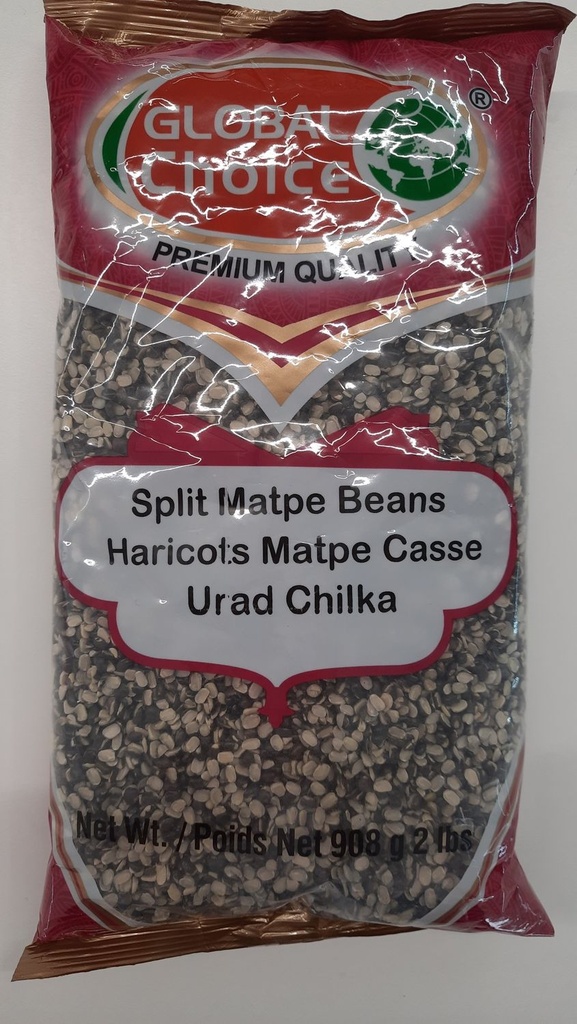 GLOBAL
Choice
®
PREMIUM QUALITY
Split Matpe Beans
Haricots Matpe Casse
Urad Chilka
Net Wt. / Poids Net 908 g 2 lbs